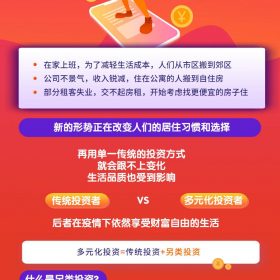 • 在家上班，为了减轻生活成本，人们从市区搬到郊区
• 公司不景气，收入锐减，住在公寓的人搬到自住房
• 部分租客失业，交不起房租，开始考虑找更便宜的房子住
新的形势正在改变人们的居住习惯和选择
再用单一传统的投资方式
就会跟不上变化
生活品质也受到影响
传统投资者 VS 多元化投资者
后者在疫情下依然享受财富自由的生活
多元化投资=传统投资+另类投资
什么是另类投资?